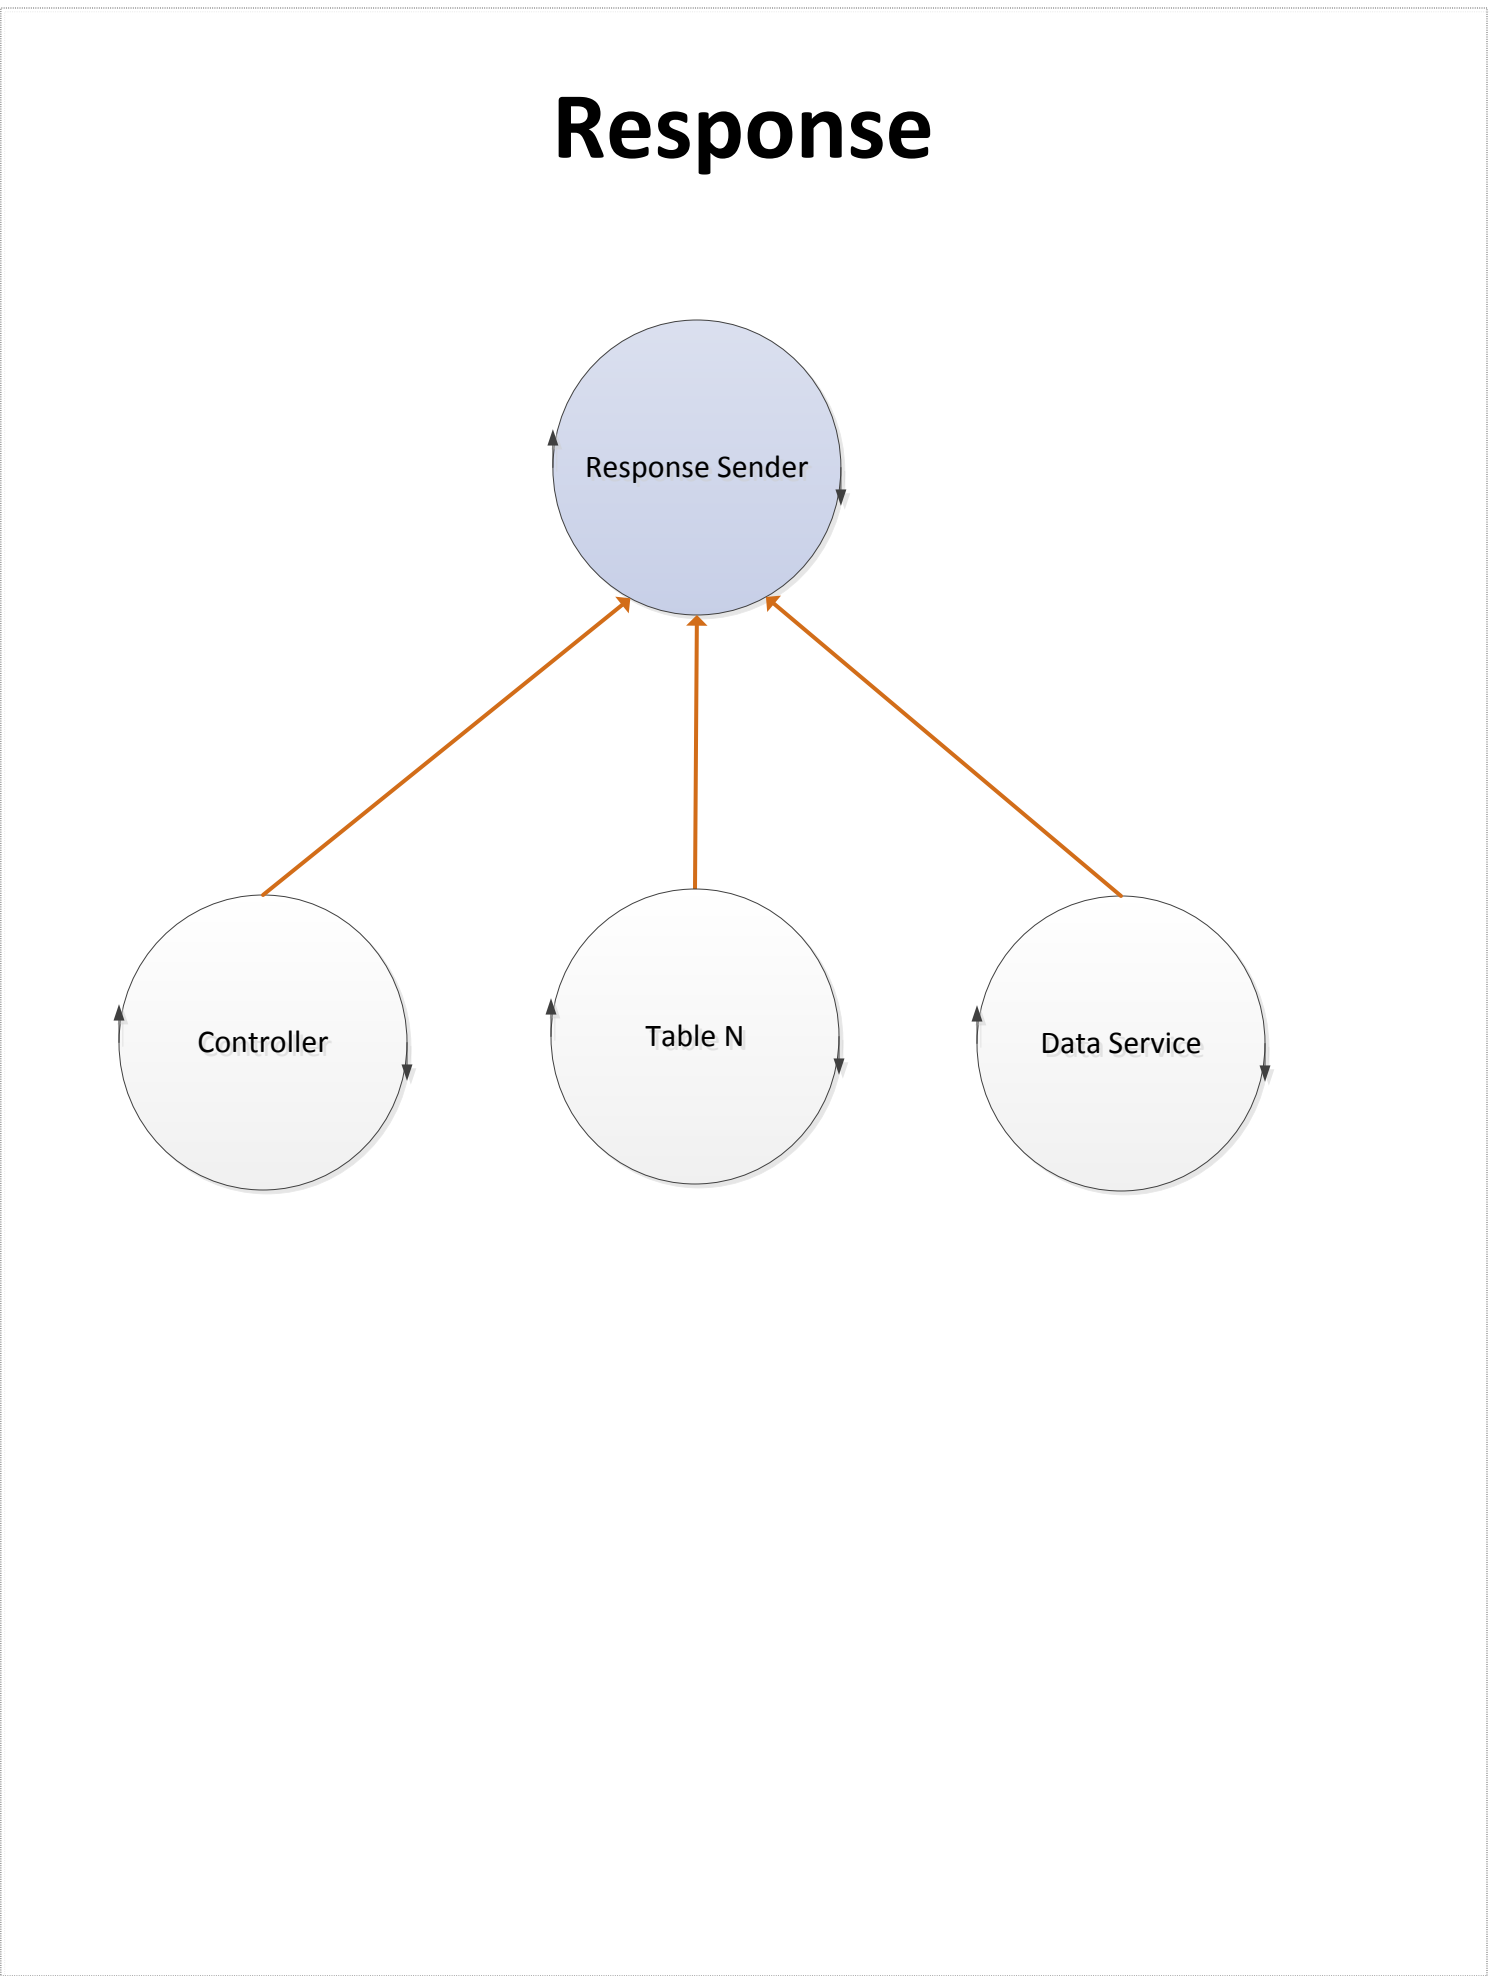 Response
Response Sender
Controller
Table N
Data Service